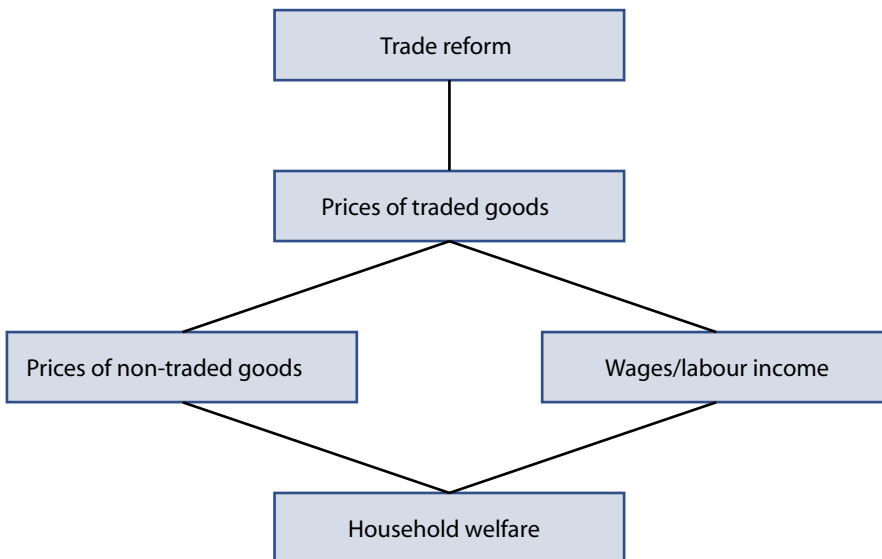 Trade reform
Prices of traded goods
Prices of non-traded goods
Wages/labour income
Household welfare